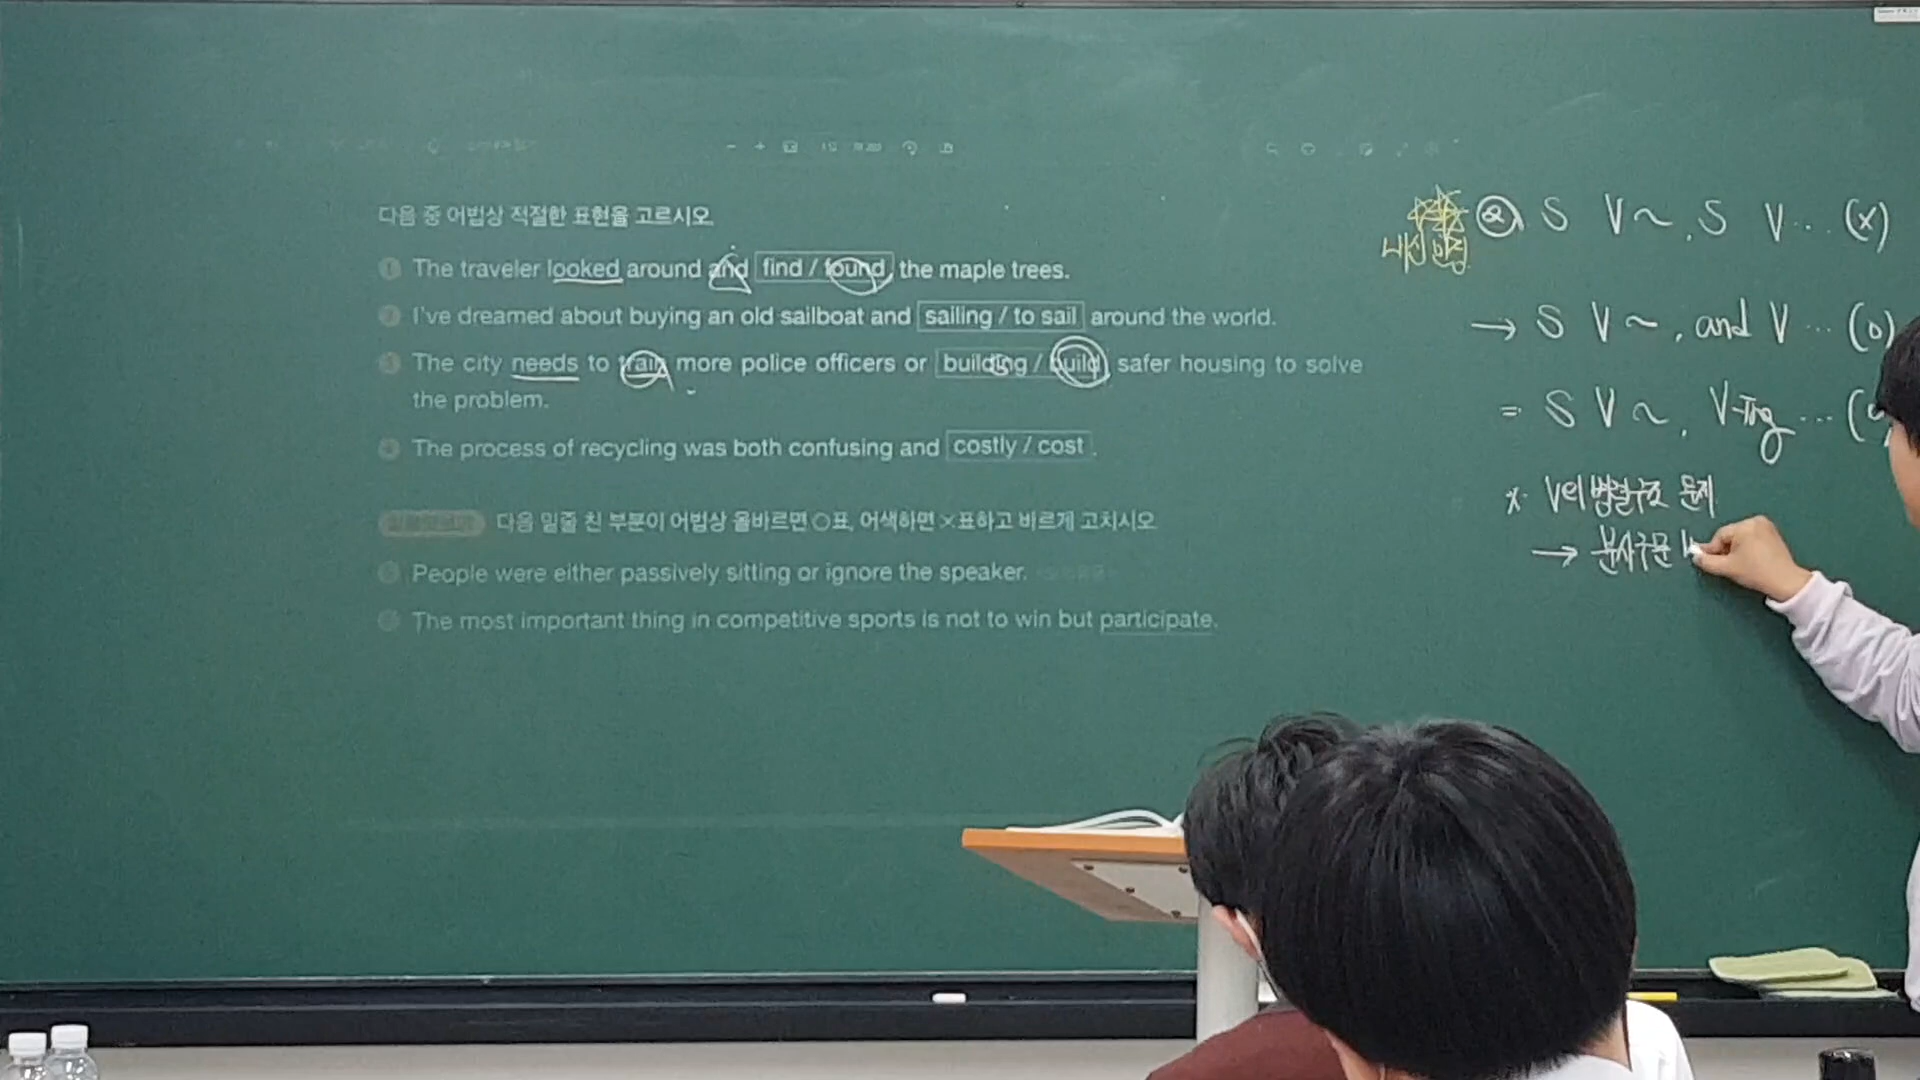 다음 중 어법상 적절한 표현을 고르시오.
1 The traveler looked around and find / found the maple trees.
2 I've dreamed about buying an old sailboat and sailing / to sail around the world.
3 The city needs to train more police officers or building / build safer housing to solve
the problem.
4 The process of recycling was both confusing and costly / cost.
다음 밑줄 친 부분이 어법상 올바르면 ○표, 어색하면 ×표하고 바르게 고치시오
People were either passively sitting or ignore the speaker.
The most important thing in competitive sports is not to win but participate.
내신
② S V ~, S V ... (x)
→ S V ~, and V ... (o)
= S V ~, V-ing ... (
* V의 병렬구조 문제
→ 분사구문